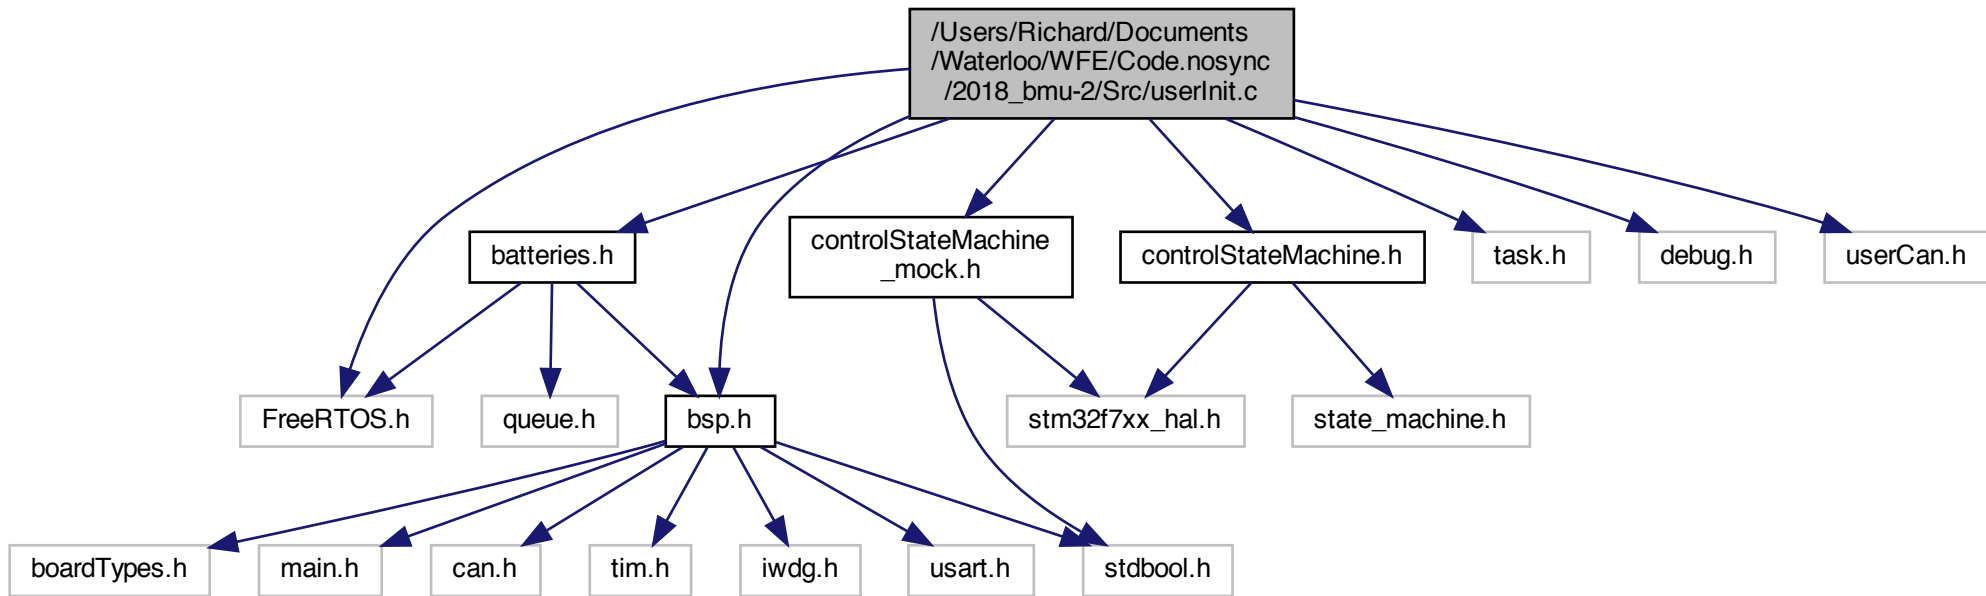 /Users/Richard/Documents
/Waterloo/WFE/Code.nosync
/2018_bmu-2/Src/userInit.c
batteries.h
controlStateMachine
_mock.h
controlStateMachine.h
task.h
debug.h
userCan.h
FreeRTOS.h
queue.h
bsp.h
stm32f7xx_hal.h
state_machine.h
boardTypes.h
main.h
can.h
tim.h
iwdg.h
usart.h
stdbool.h